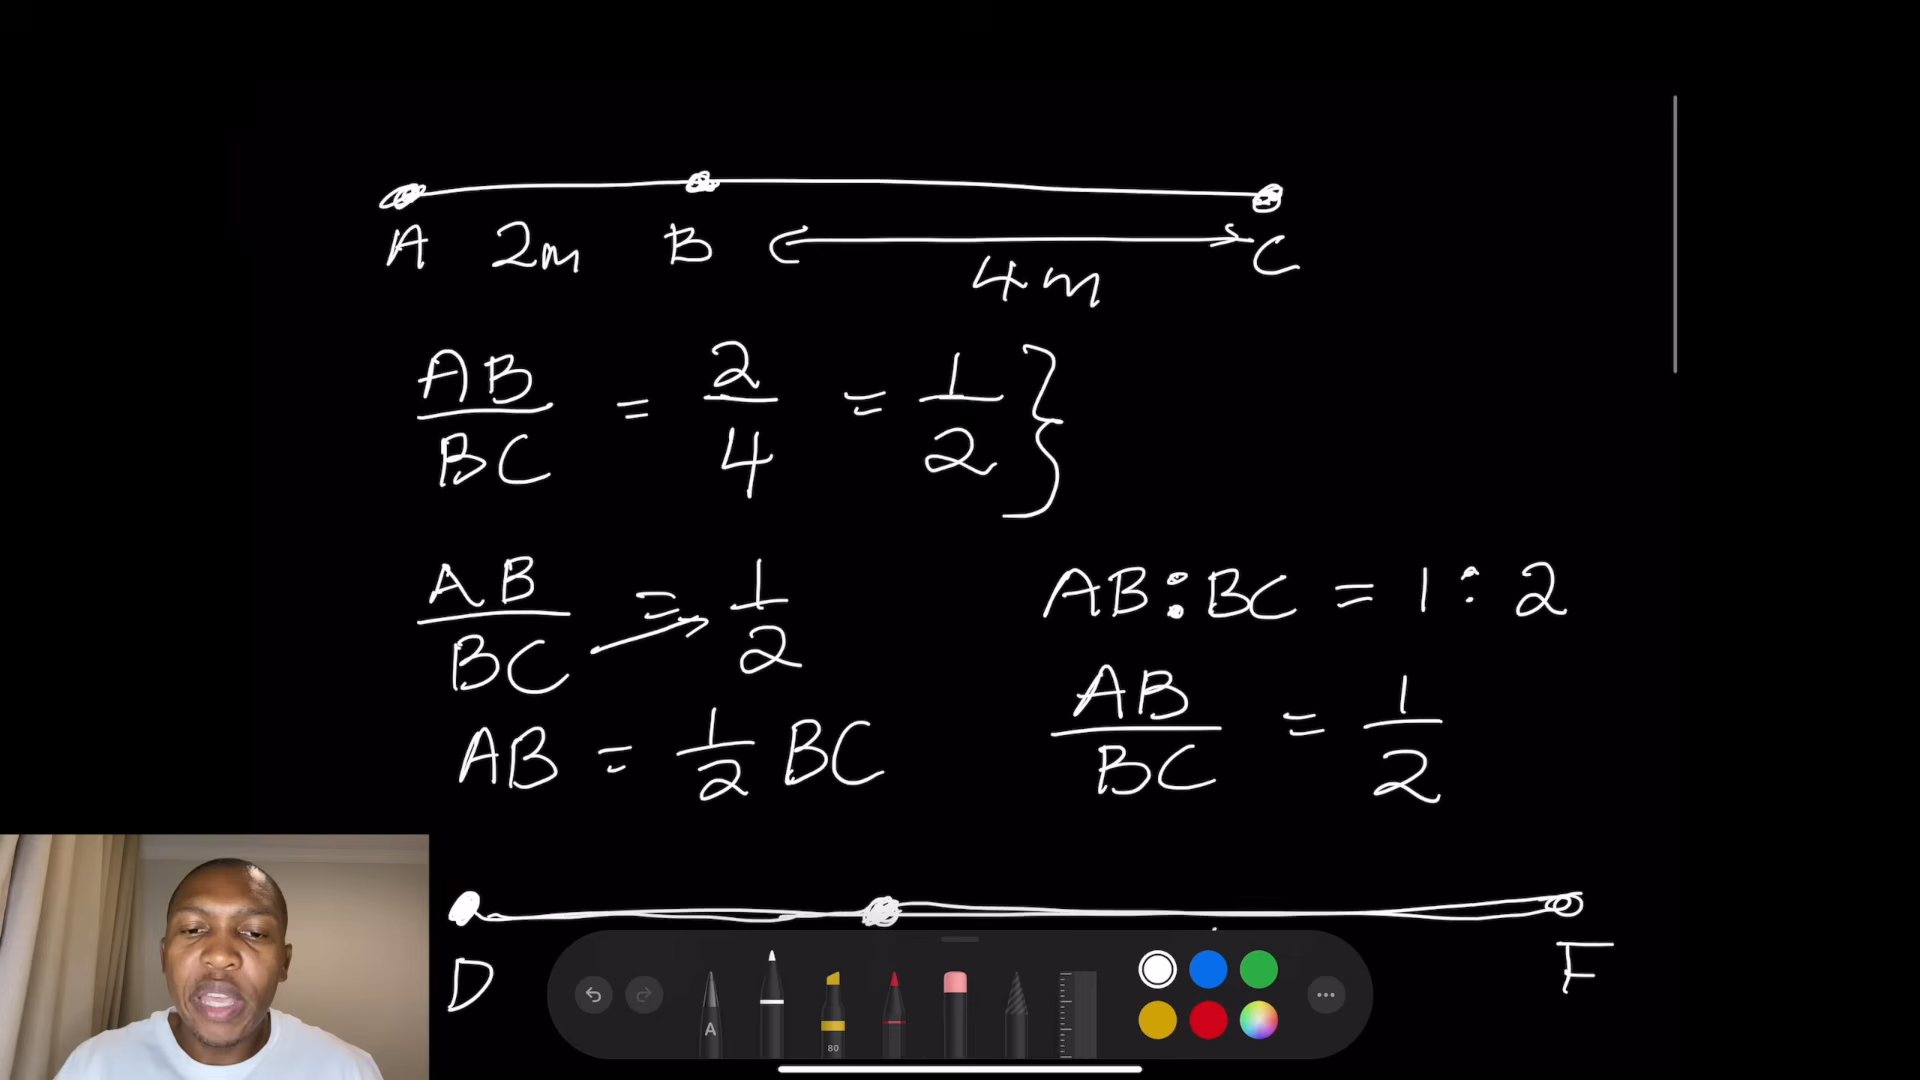 A 2m B C
4m
AB/BC = 2/4 = 1/2 }
AB/BC = 1/2
AB:BC = 1:2
AB = 1/2 BC
AB/BC = 1/2
D F
A
80